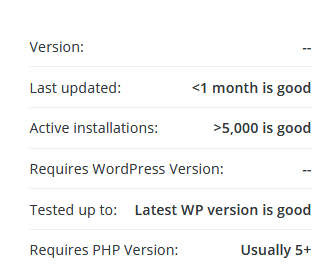 Version: --
Last updated: <1 month is good
Active installations: >5,000 is good
Requires WordPress Version: --
Tested up to: Latest WP version is good
Requires PHP Version: Usually 5+